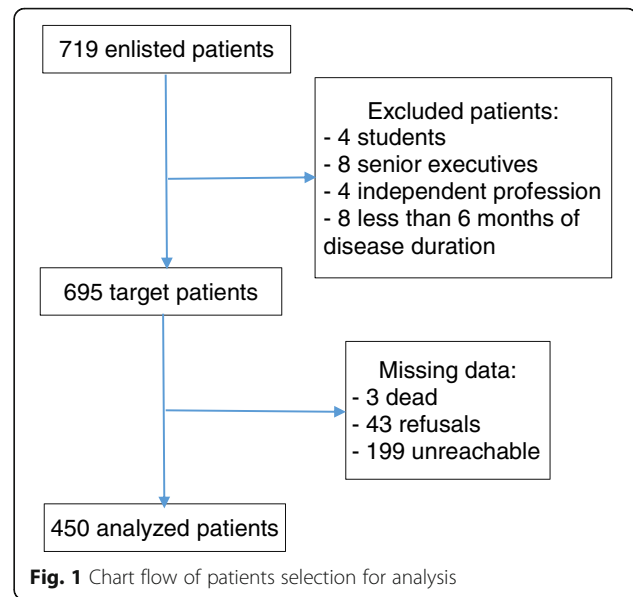 719 enlisted patients
Excluded patients:
- 4 students
- 8 senior executives
- 4 independent profession
- 8 less than 6 months of
disease duration
695 target patients
Missing data:
- 3 dead
- 43 refusals
- 199 unreachable
450 analyzed patients
Fig. 1 Chart flow of patients selection for analysis